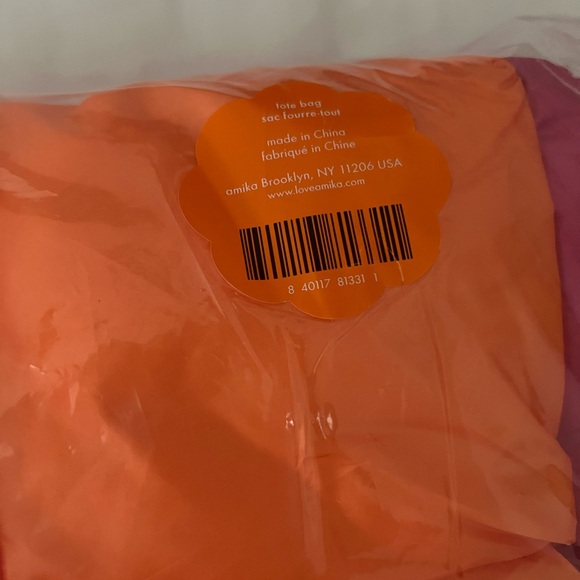 tote bag
sac fourre-tout
made in China
fabriqué in Chine
amika Brooklyn, NY 11206 USA
www.loveamika.com
8 40117 81331 1